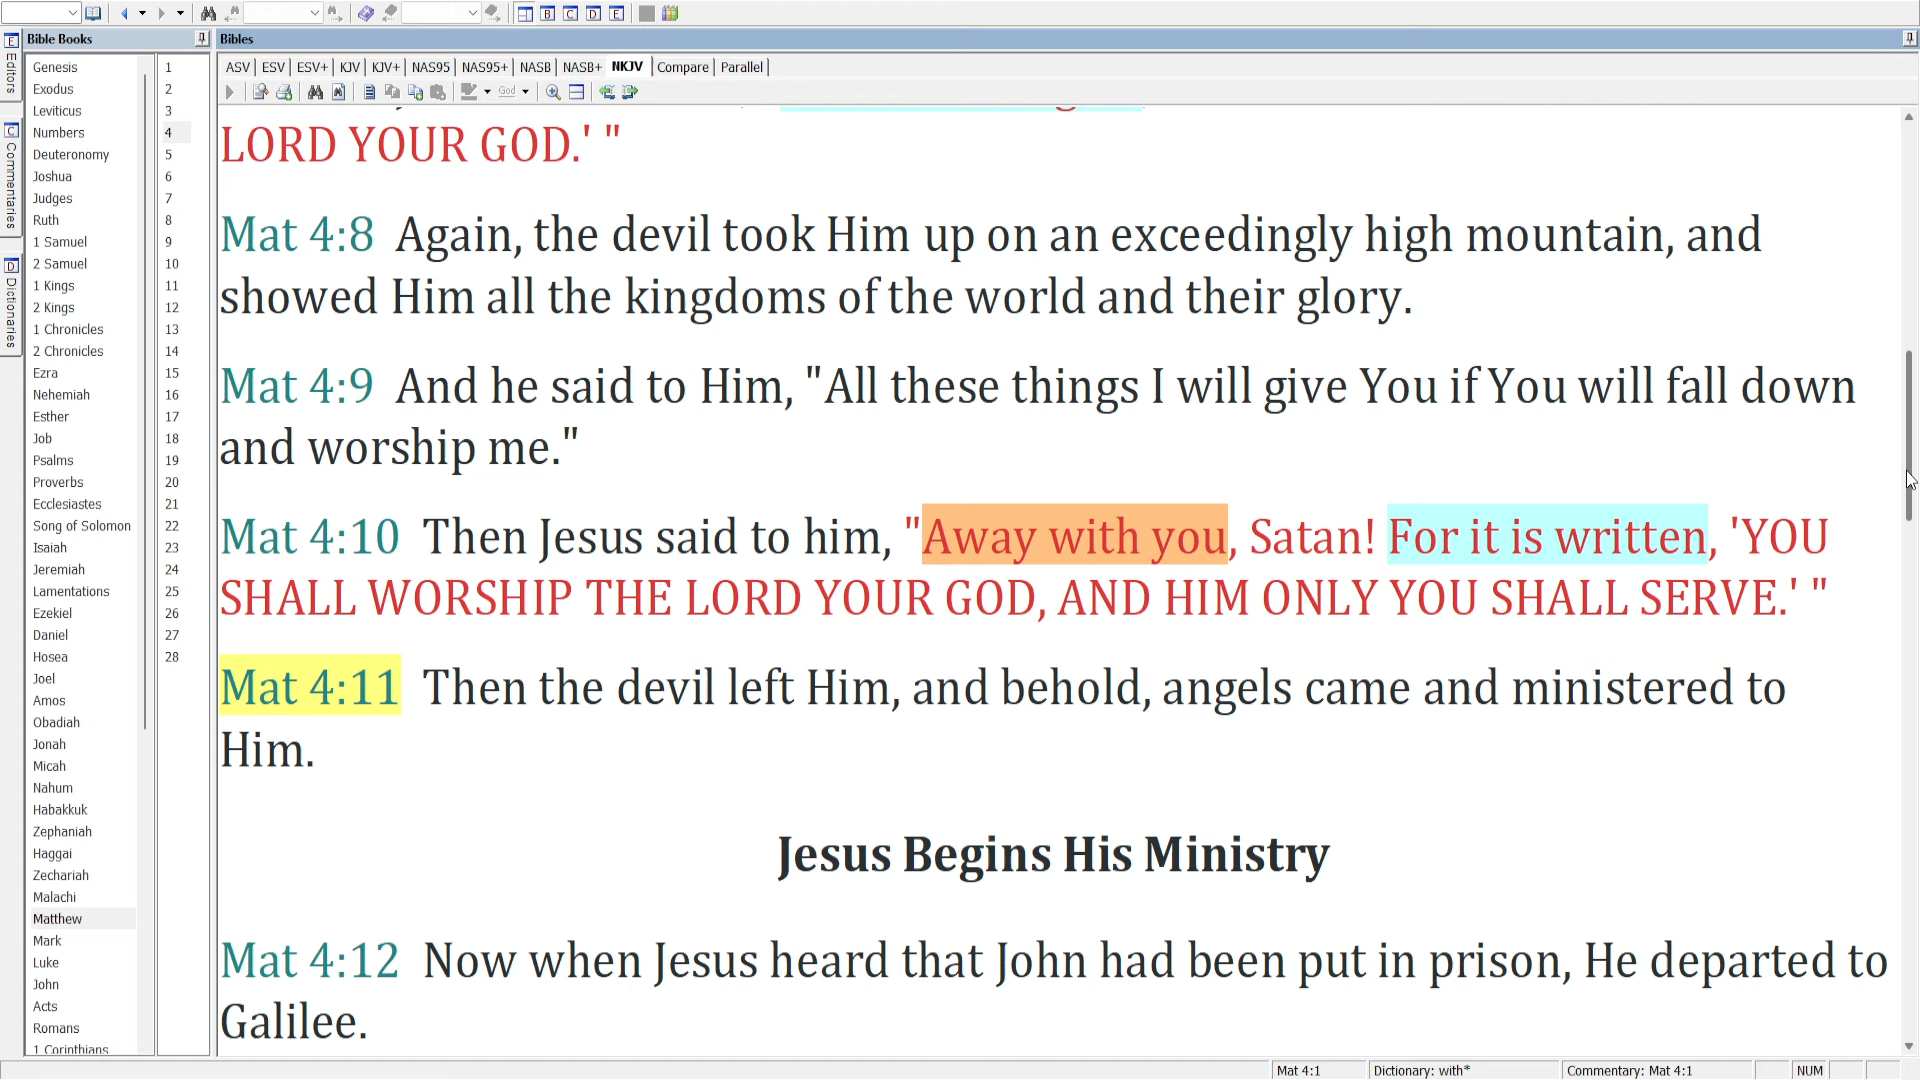 Bible Books
Bibles
E Editors
C Commentaries
D Dictionaries
B C D E
God
ASV ESV ESV+ KJV KJV+ NAS95 NAS95+ NASB NASB+ NKJV Compare Parallel
Genesis
Exodus
Leviticus
Numbers
Deuteronomy
Joshua
Judges
Ruth
1 Samuel
2 Samuel
1 Kings
2 Kings
1 Chronicles
2 Chronicles
Ezra
Nehemiah
Esther
Job
Psalms
Proverbs
Ecclesiastes
Song of Solomon
Isaiah
Jeremiah
Lamentations
Ezekiel
Daniel
Hosea
Joel
Amos
Obadiah
Jonah
Micah
Nahum
Habakkuk
Zephaniah
Haggai
Zechariah
Malachi
Matthew
Mark
Luke
John
Acts
Romans
1 Corinthians
1
2
3
4
5
6
7
8
9
10
11
12
13
14
15
16
17
18
19
20
21
22
23
24
25
26
27
28
LORD YOUR GOD.' "
Mat 4:8 Again, the devil took Him up on an exceedingly high mountain, and
showed Him all the kingdoms of the world and their glory.
Mat 4:9 And he said to Him, "All these things I will give You if You will fall down
and worship me."
Mat 4:10 Then Jesus said to him, "Away with you, Satan! For it is written, 'YOU
SHALL WORSHIP THE LORD YOUR GOD, AND HIM ONLY YOU SHALL SERVE.' "
Mat 4:11 Then the devil left Him, and behold, angels came and ministered to
Him.
Jesus Begins His Ministry
Mat 4:12 Now when Jesus heard that John had been put in prison, He departed to
Galilee.
Mat 4:1 Dictionary: with* Commentary: Mat 4:1 NUM